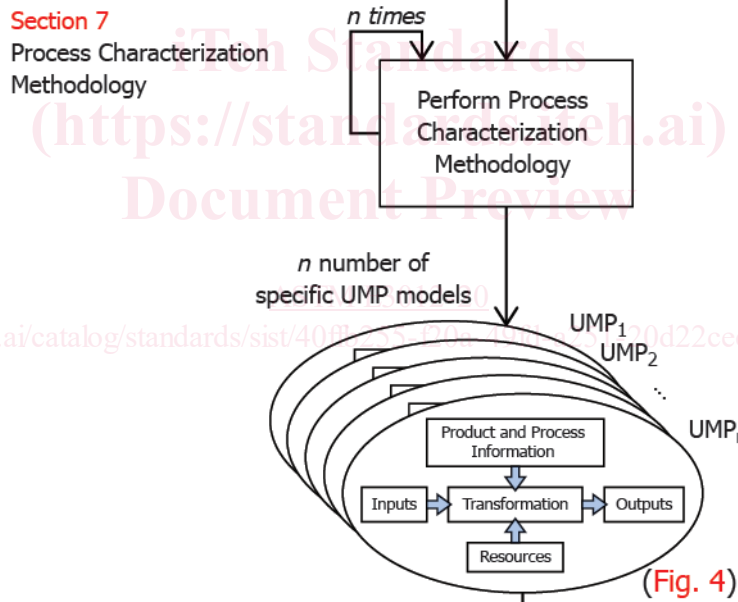 Section 7
Process Characterization
Methodology
n times
iTeh Standards
(https://standards.iteh.ai)
Document Preview
Perform Process
Characterization
Methodology
n number of
specific UMP models
UMP1
UMP2
...
UMP
Product and Process
Information
Inputs
Transformation
Outputs
Resources
(Fig. 4)